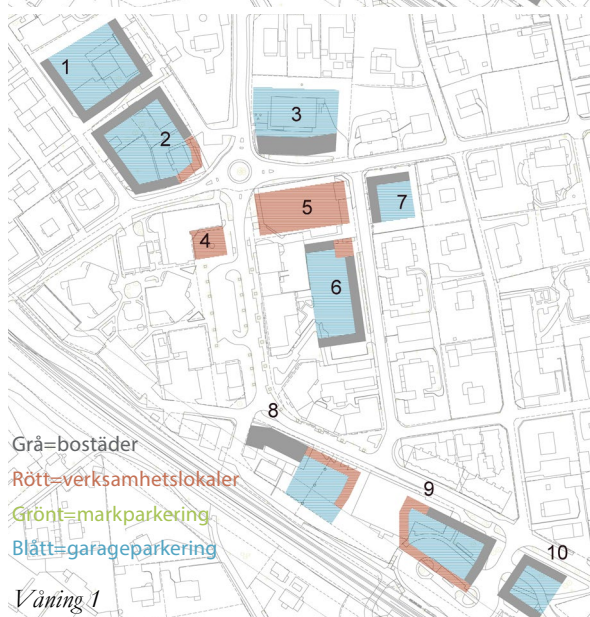 1
2
3
4
5
6
7
8
9
10
Grå=bostäder
Rött=verksamhetslokaler
Grönt=markparkering
Blått=garageparkering
Våning 1